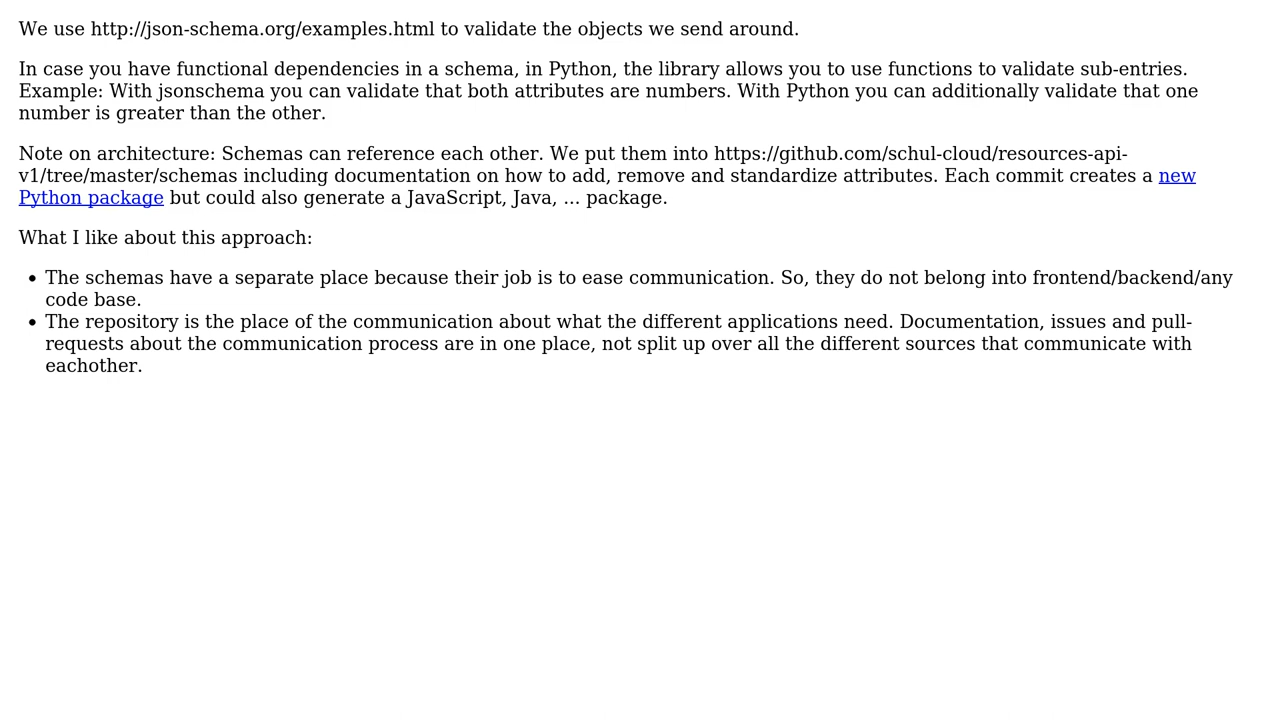 We use http://json-schema.org/examples.html to validate the objects we send around.
In case you have functional dependencies in a schema, in Python, the library allows you to use functions to validate sub-entries.
Example: With jsonschema you can validate that both attributes are numbers. With Python you can additionally validate that one
number is greater than the other.
Note on architecture: Schemas can reference each other. We put them into https://github.com/schul-cloud/resources-api-
v1/tree/master/schemas including documentation on how to add, remove and standardize attributes. Each commit creates a new
Python package but could also generate a JavaScript, Java, ... package.
What I like about this approach:
• The schemas have a separate place because their job is to ease communication. So, they do not belong into frontend/backend/any
code base.
• The repository is the place of the communication about what the different applications need. Documentation, issues and pull-
requests about the communication process are in one place, not split up over all the different sources that communicate with
eachother.